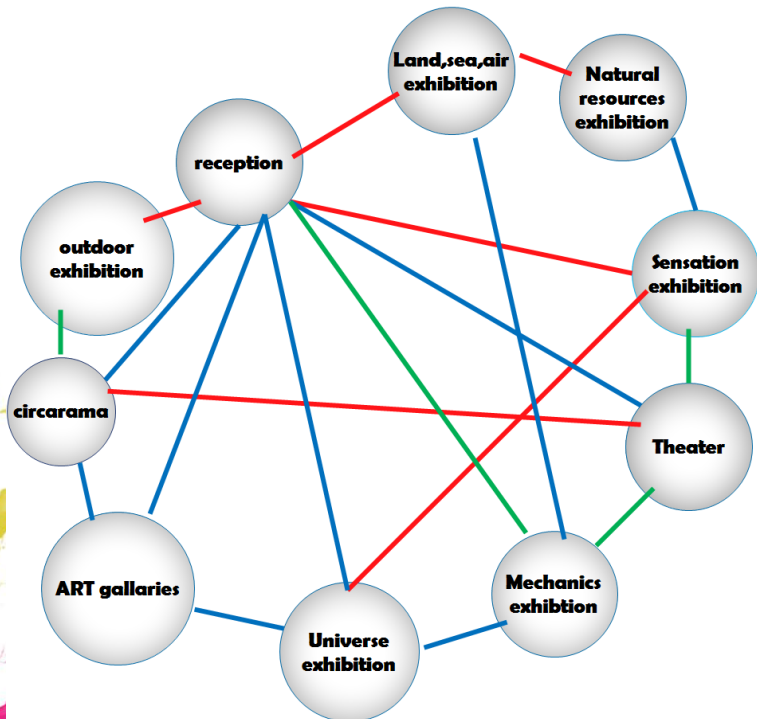 Land,sea,air
exhibition
Natural
resources
exhibition
reception
outdoor
exhibition
Sensation
exhibition
circarama
Theater
ART gallaries
Mechanics
exhibtion
Universe
exhibition